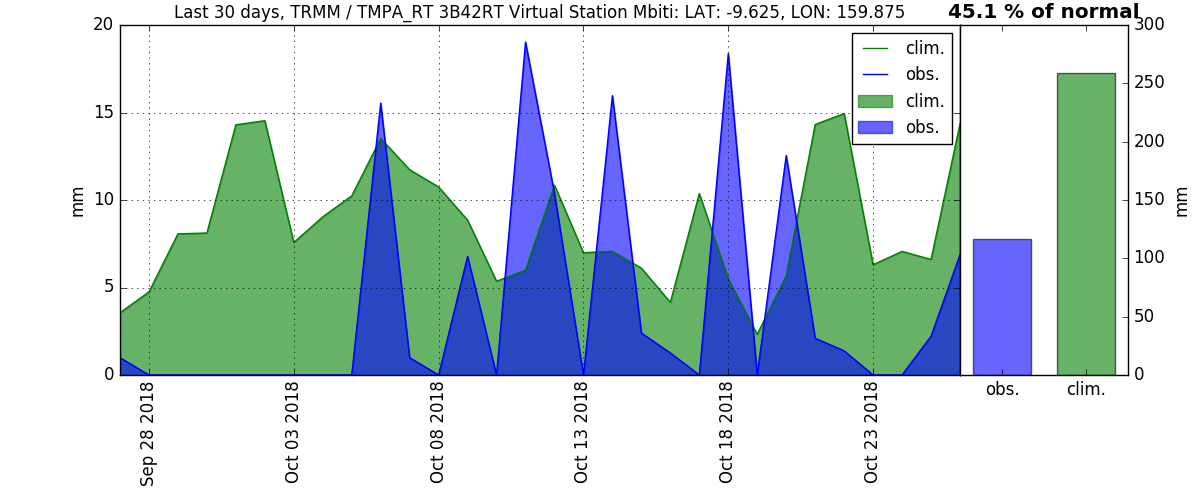 Last 30 days, TRMM / TMPA_RT 3B42RT Virtual Station Mbiti: LAT: -9.625, LON: 159.875
45.1 % of normal
20
15
10
5
0
mm
clim.
obs.
clim.
obs.
300
250
200
150
100
50
0
mm
Sep 28 2018
Oct 03 2018
Oct 08 2018
Oct 13 2018
Oct 18 2018
Oct 23 2018
obs.
clim.